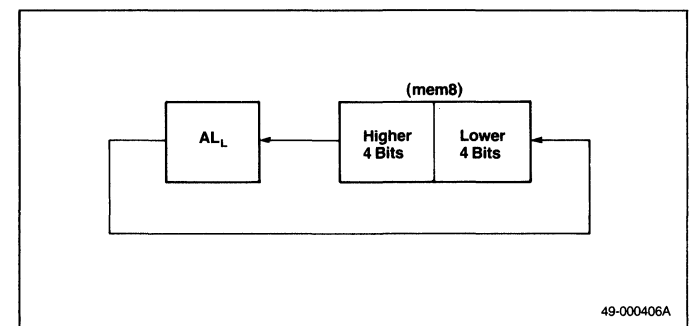 (mem8)
AL_L
Higher
4 Bits
Lower
4 Bits
49-000406A